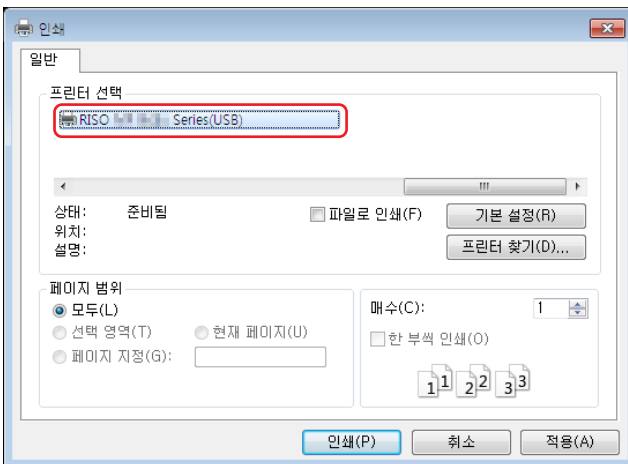 인쇄
일반
프린터 선택
RISO Series(USB)
상태: 준비됨 파일로 인쇄(F) 기본 설정(R)
위치:
설명: 프린터 찾기(D)...
페이지 범위
모두(L) 매수(C): 1
선택 영역(T) 현재 페이지(U) 한 부씩 인쇄(O)
페이지 지정(G):
1 1 2 2 3 3
인쇄(P) 취소 적용(A)